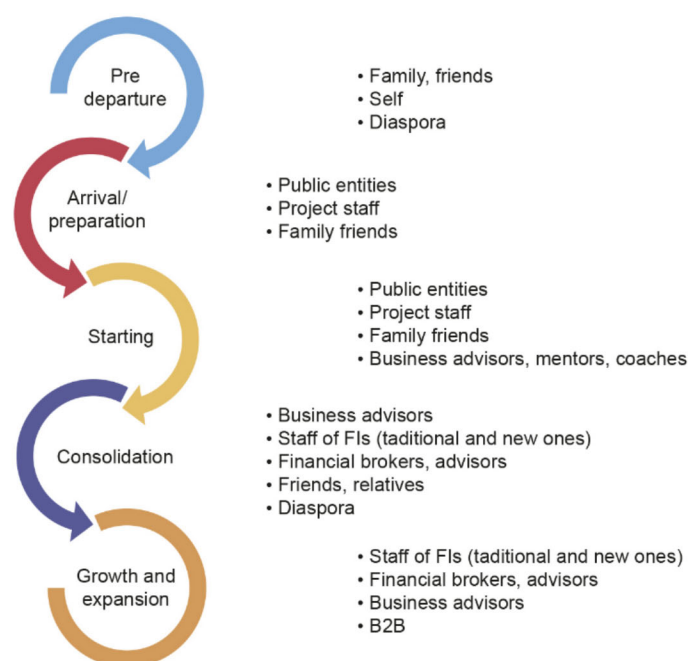 Pre
departure
• Family, friends
• Self
• Diaspora
Arrival/
preparation
• Public entities
• Project staff
• Family friends
Starting
• Public entities
• Project staff
• Family friends
• Business advisors, mentors, coaches
Consolidation
• Business advisors
• Staff of FIs (taditional and new ones)
• Financial brokers, advisors
• Friends, relatives
• Diaspora
Growth and
expansion
• Staff of FIs (taditional and new ones)
• Financial brokers, advisors
• Business advisors
• B2B